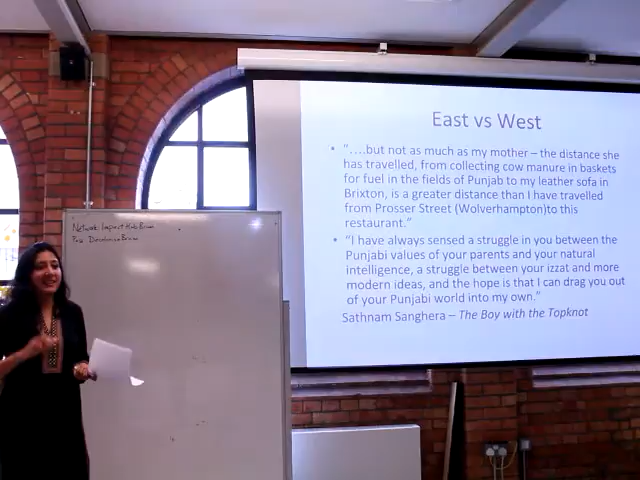 East vs West
• "....but not as much as my mother – the distance she
has travelled, from collecting cow manure in baskets
for fuel in the fields of Punjab to my leather sofa in
Brixton, is a greater distance than I have travelled
from Prosser Street (Wolverhampton)to this
restaurant."
• "I have always sensed a struggle in you between the
Punjabi values of your parents and your natural
intelligence, a struggle between your izzat and more
modern ideas, and the hope is that I can drag you out
of your Punjabi world into my own."
Sathnam Sanghera – The Boy with the Topknot
Network: Impact Hub
Pass